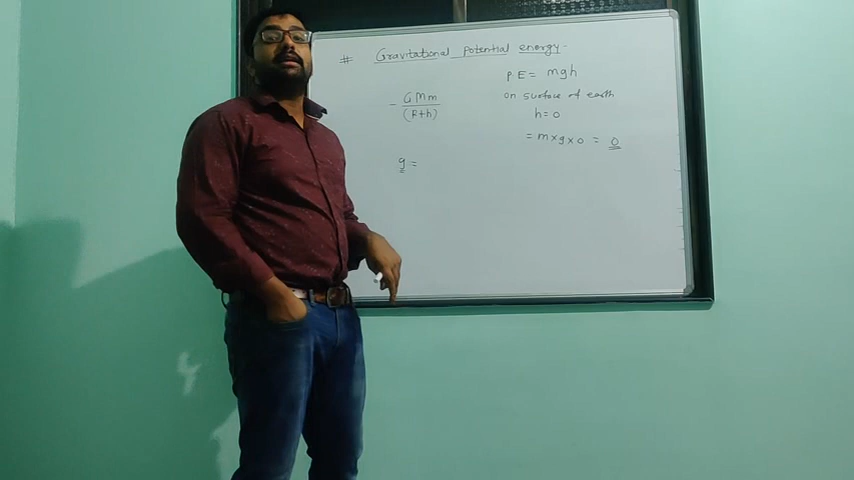 # Gravitational potential energy.
- GMm
(R+h)
g =
P.E = mgh
on surface of earth
h=0
= m×g×0 = 0